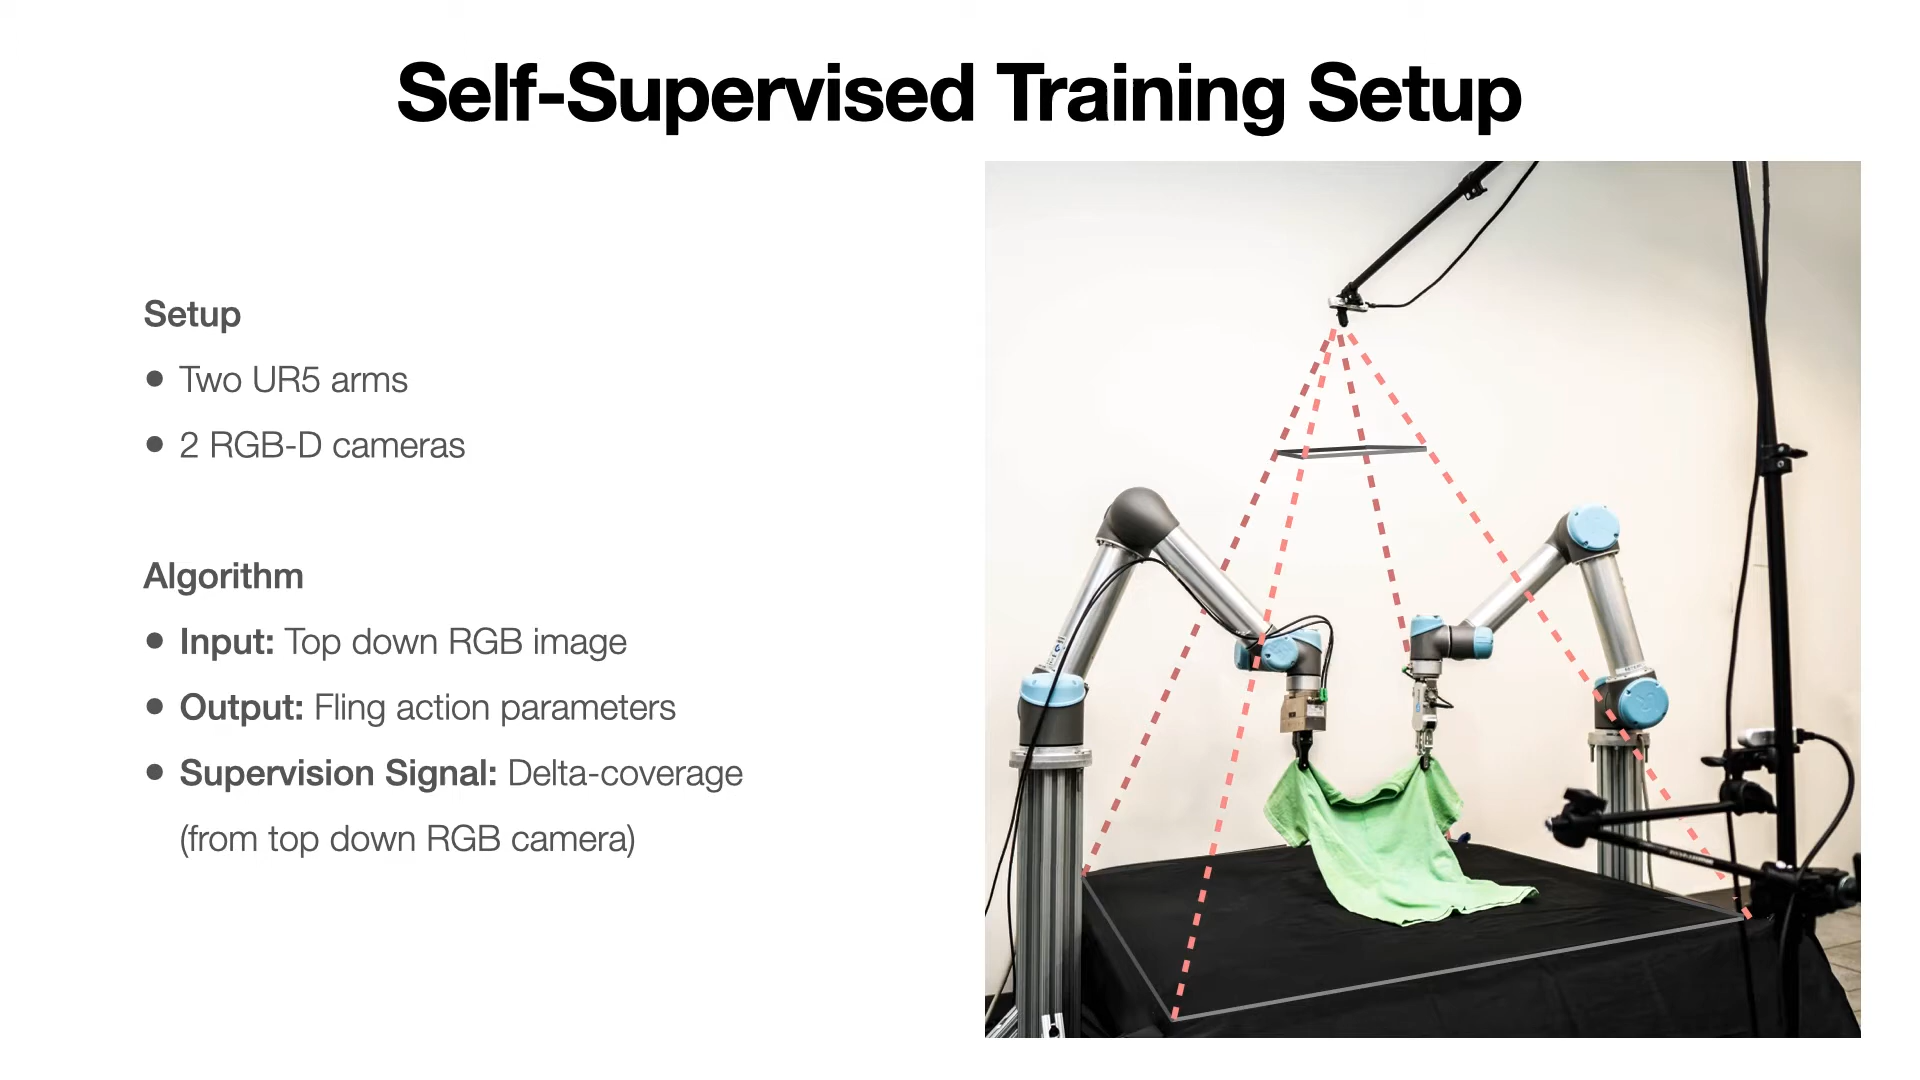 Self-Supervised Training Setup
Setup
• Two UR5 arms
• 2 RGB-D cameras
Algorithm
• Input: Top down RGB image
• Output: Fling action parameters
• Supervision Signal: Delta-coverage
(from top down RGB camera)